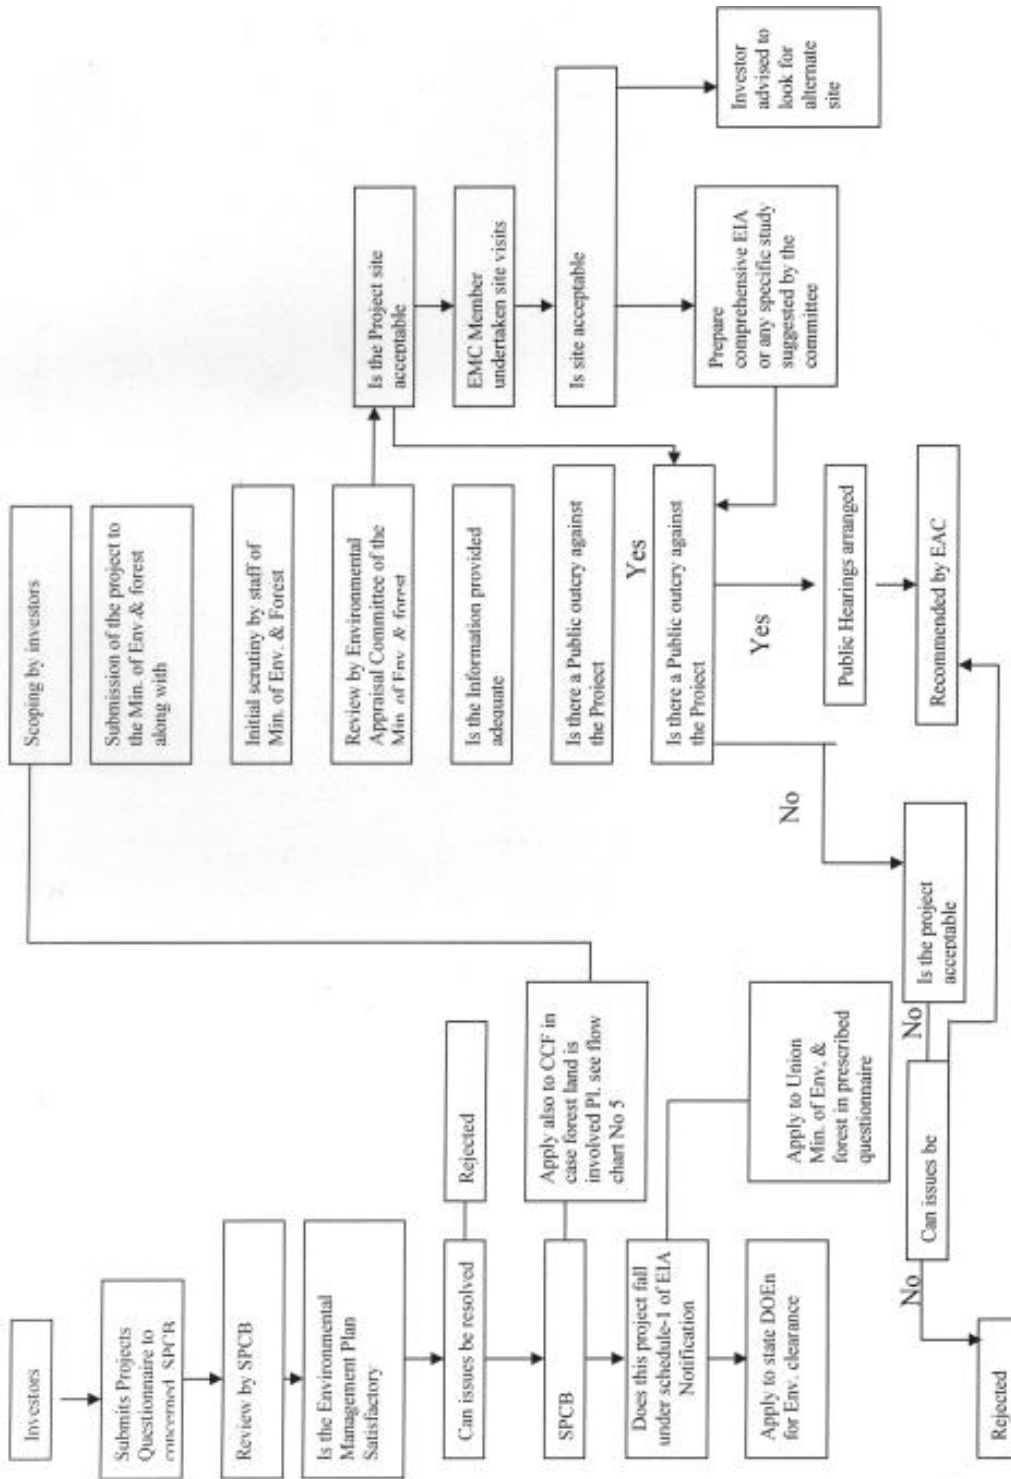 Investors
Submits Projects
Questionnaire to
concerned SPCB
Review by SPCB
Is the Environmental
Management Plan
Satisfactory
Can issues be resolved
Rejected
SPCB
Apply also to CCF in
case forest land is
involved Pl. see flow
chart No 5
Does this project fall
under schedule-1 of EIA
Notification
Apply to Union
Min. of Env, &
forest in prescribed
questionnaire
Apply to state DOEn
for Env. clearance
Scoping by investors
Submission of the project to
the Min. of Env & forest
along with
Initial scrutiny by staff of
Min. of Env. & Forest
Review by Environmental
Appraisal Committee of the
Min of Env & forest
Is the Information provided
adequate
Is there a Public outcry against
the Project
Yes
Is there a Public outcry against
the Project
Yes
No
Public Hearings arranged
Recommended by EAC
Is the Project site
acceptable
EMC Member
undertaken site visits
Is site acceptable
Prepare
comprehensive EIA
or any specific study
suggested by the
committee
Investor
advised to
look for
alternate
site
Is the project
acceptable
No
Can issues be
No
Rejected